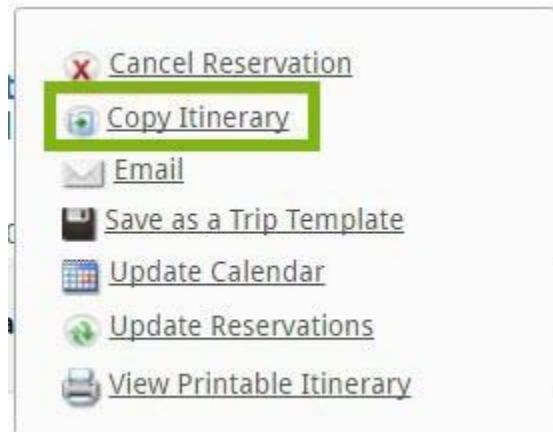 Cancel Reservation
Copy Itinerary
Email
Save as a Trip Template
Update Calendar
Update Reservations
View Printable Itinerary